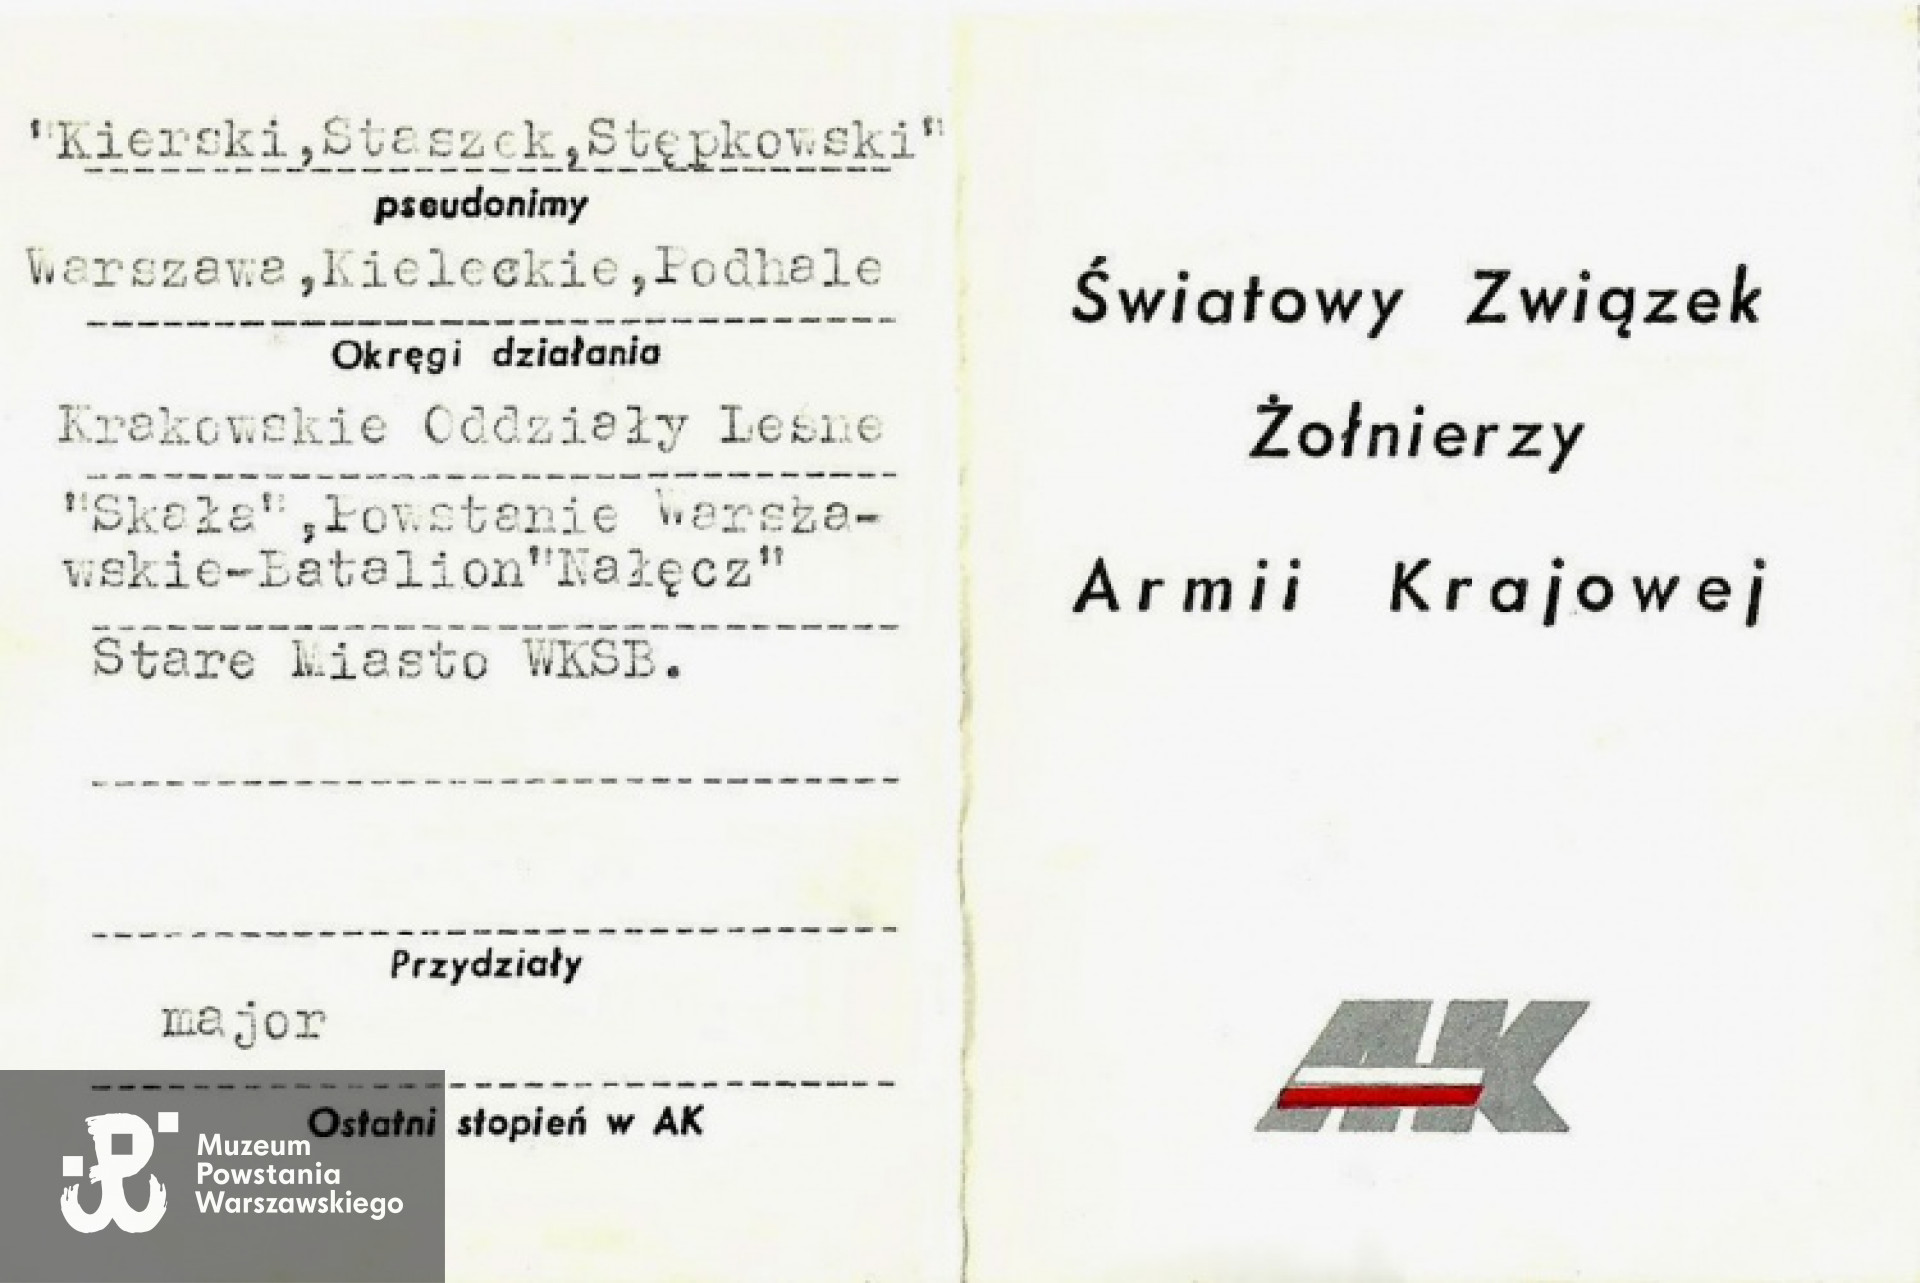 "Kierski,Staszek,Stępkowski"
pseudonimy
Warszawa,Kieleckie,Podhale
Okręgi działania
Krakowskie Oddziały Leśne
"Skała",Powstanie Warsza-
wskie-Batalion"Nałęcz"
Stare Miasto WKSB.
Przydziały
major
Ostatni stopień w AK
Światowy Związek
Żołnierzy
Armii Krajowej
AK
Muzeum
Powstania
Warszawskiego